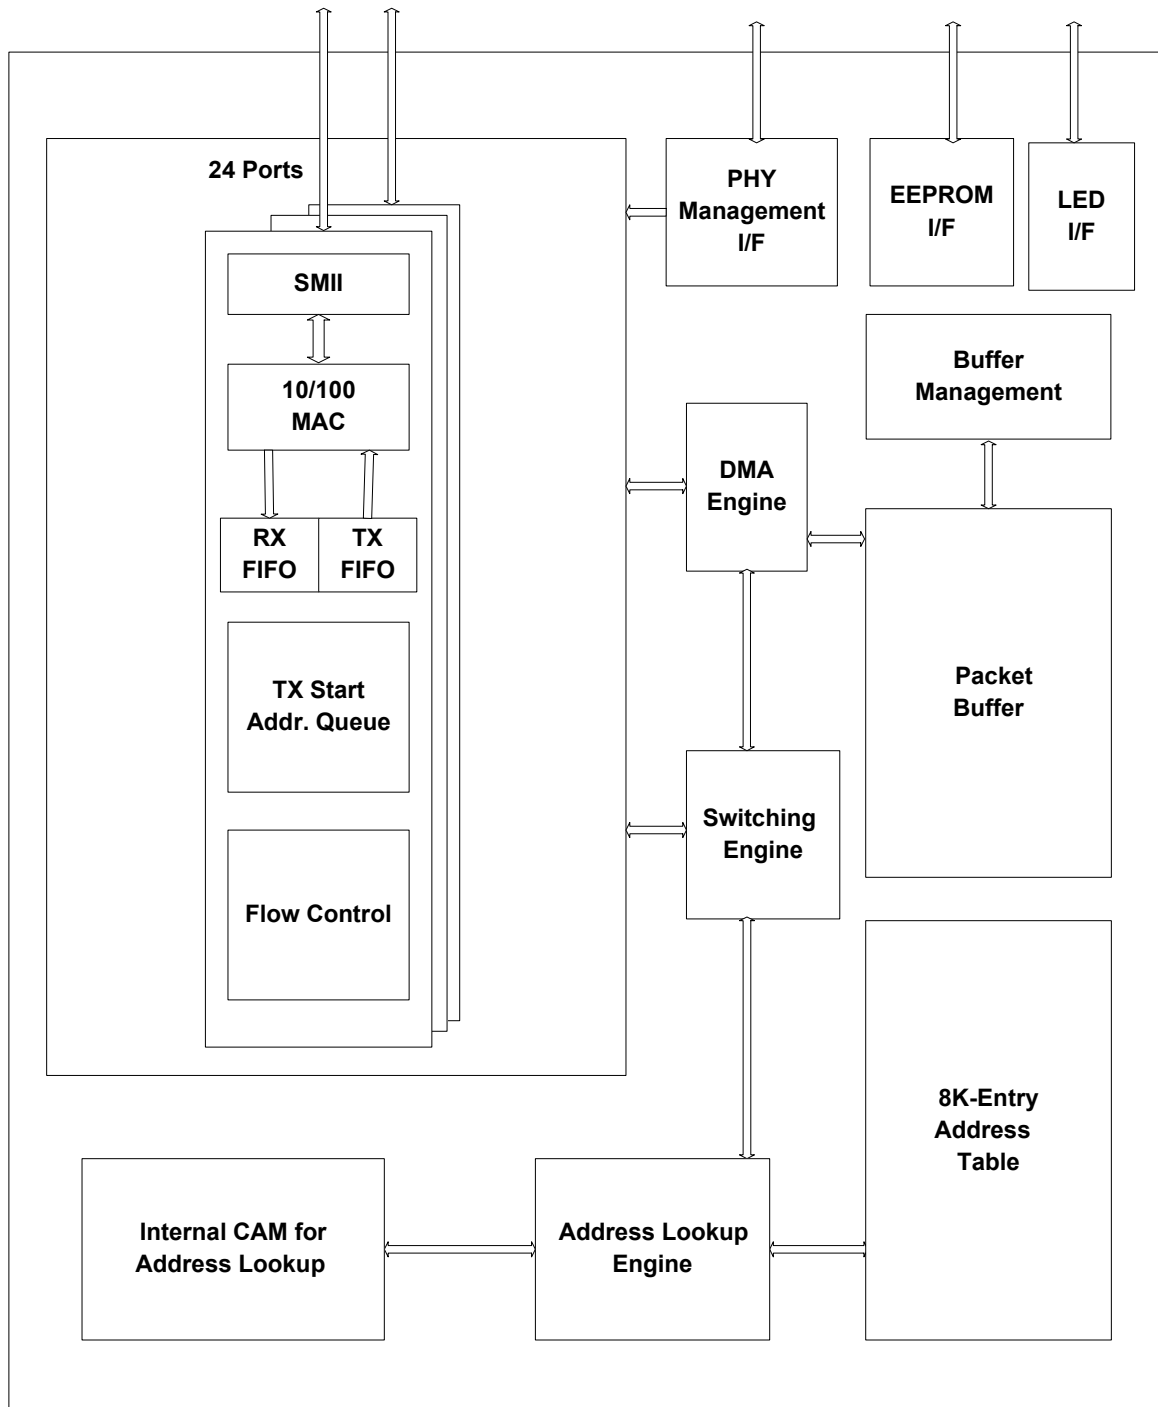 24 Ports
SMII
10/100
MAC
RX
FIFO
TX
FIFO
TX Start
Addr. Queue
Flow Control
PHY
Management
I/F
EEPROM
I/F
LED
I/F
Buffer
Management
DMA
Engine
Packet
Buffer
Switching
Engine
8K-Entry
Address
Table
Internal CAM for
Address Lookup
Address Lookup
Engine